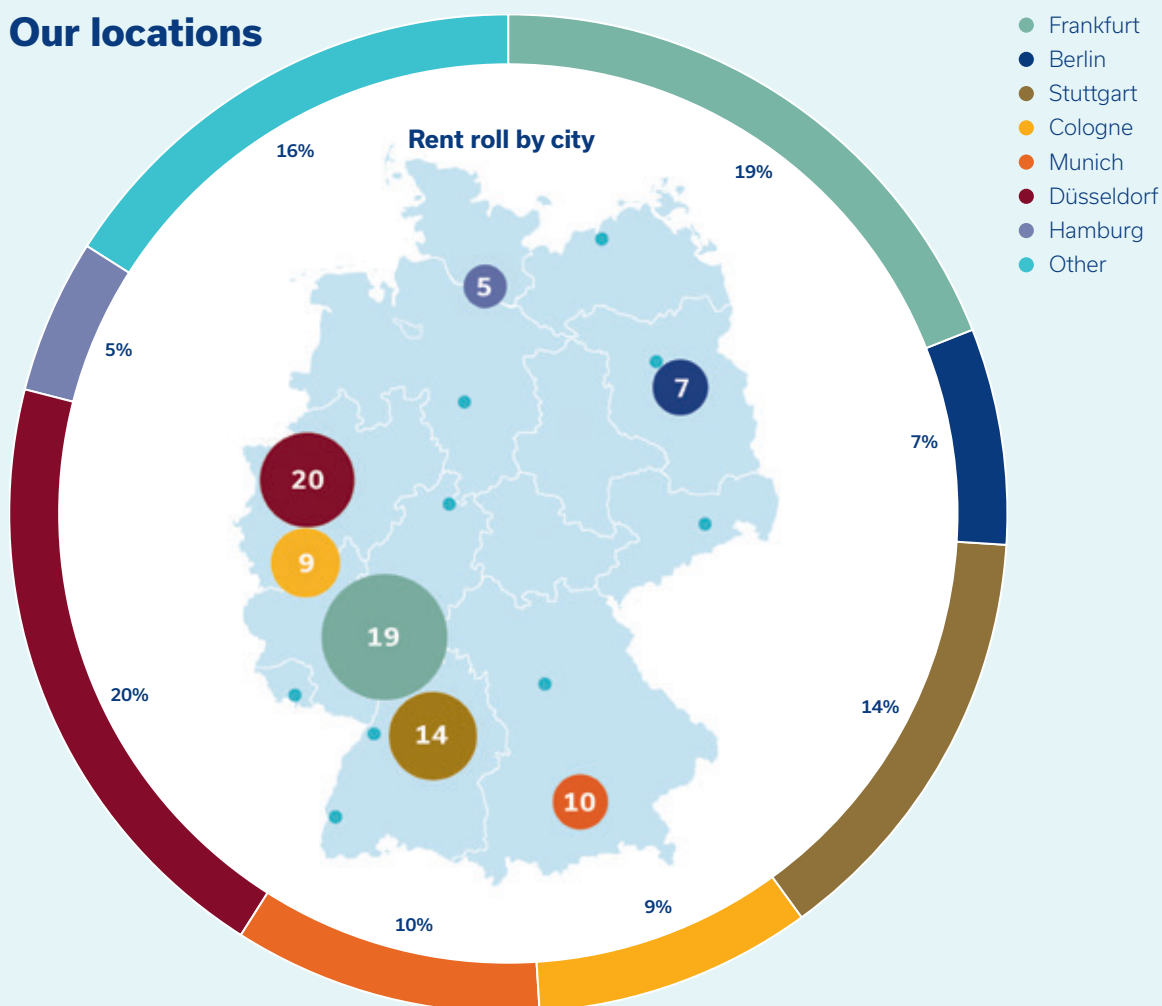 Our locations
Frankfurt
Berlin
Stuttgart
Cologne
Munich
Düsseldorf
Hamburg
Other
Rent roll by city
16%
19%
5
5%
7
7%
20
9
19
20%
14%
14
10
9%
10%